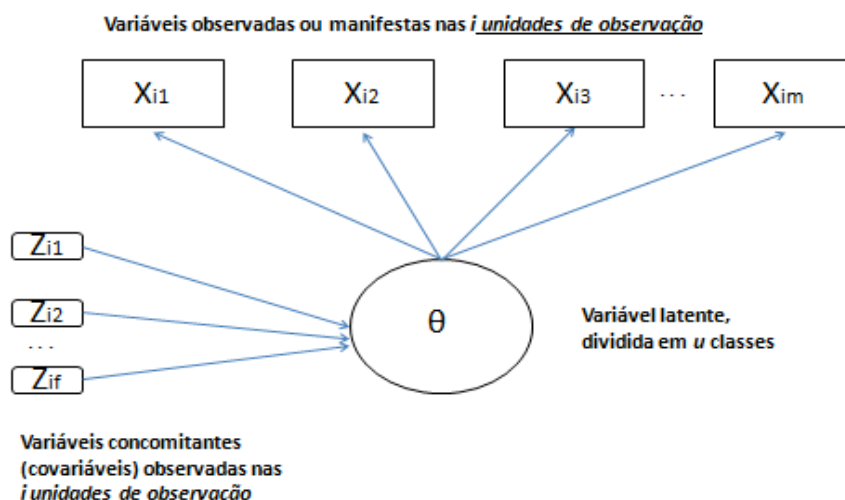 Variáveis observadas ou manifestas nas i unidades de observação
Xi1 Xi2 Xi3 ... Xim
Zi1
Zi2
...
Zif
θ
Variável latente,
dividida em u classes
Variáveis concomitantes
(covariáveis) observadas nas
i unidades de observação